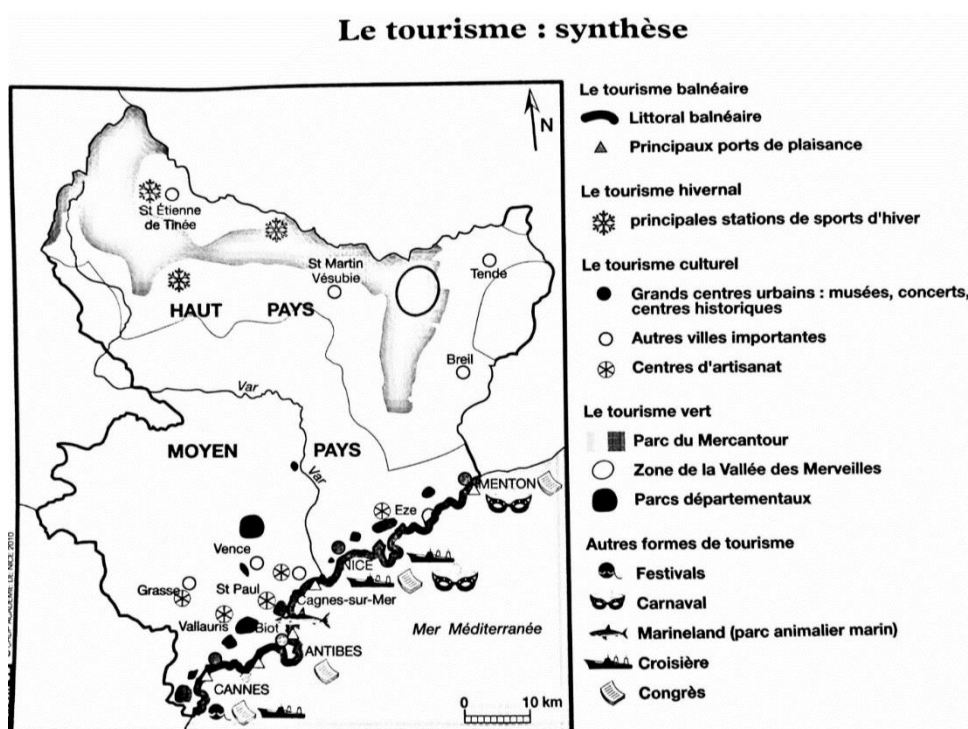 Le tourisme : synthèse
N
St Étienne
de Tinée
St Martin
Vésubie
Tende
HAUT PAYS
Breil
Var
MOYEN PAYS
Var
MENTON
Eze
Vence
NICE
Grasse
St Paul
Cagnes-sur-Mer
Vallauris
Biot
Mer Méditerranée
ANTIBES
CANNES
0 10 km
ACADEMIE DE NICE 2010
Le tourisme balnéaire
Littoral balnéaire
Principaux ports de plaisance
Le tourisme hivernal
principales stations de sports d'hiver
Le tourisme culturel
Grands centres urbains : musées, concerts,
centres historiques
Autres villes importantes
Centres d'artisanat
Le tourisme vert
Parc du Mercantour
Zone de la Vallée des Merveilles
Parcs départementaux
Autres formes de tourisme
Festivals
Carnaval
Marineland (parc animalier marin)
Croisière
Congrès